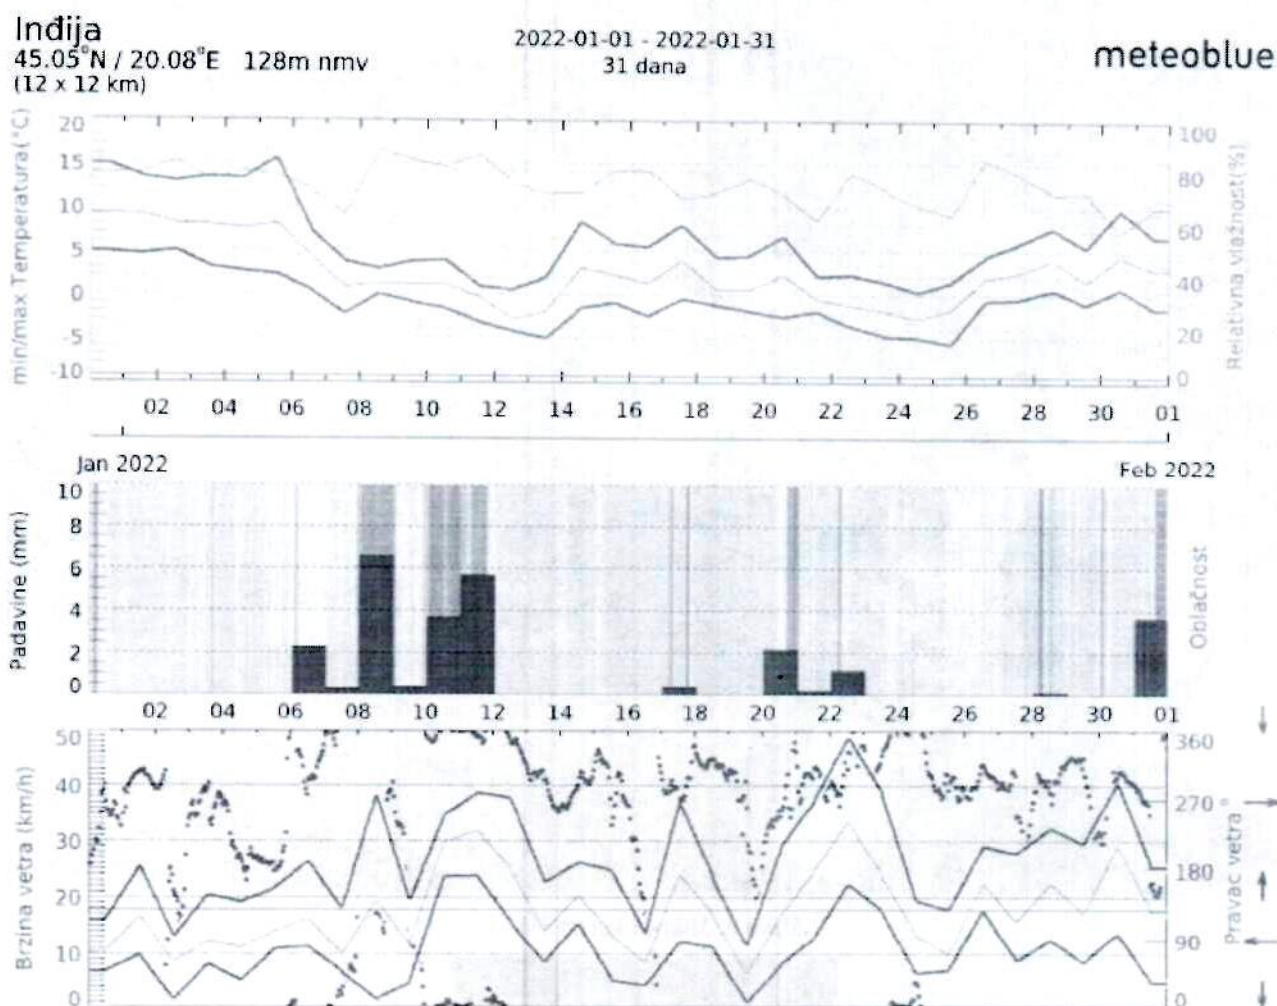 Inđija
45.05°N / 20.08°E 128m nmv
(12 x 12 km)
2022-01-01 - 2022-01-31
31 dana
meteoblue
min/max Temperatura(°C)
20
15
10
5
0
-5
-10
100
80
60
40
20
0
Relativna vlažnost(%)
02 04 06 08 10 12 14 16 18 20 22 24 26 28 30 01
Jan 2022
Feb 2022
Padavine (mm)
10
8
6
4
2
0
Oblačnost
02 04 06 08 10 12 14 16 18 20 22 24 26 28 30 01
Brzina vetra (km/h)
50
40
30
20
10
0
360
270°
180
90
0
Pravac vetra